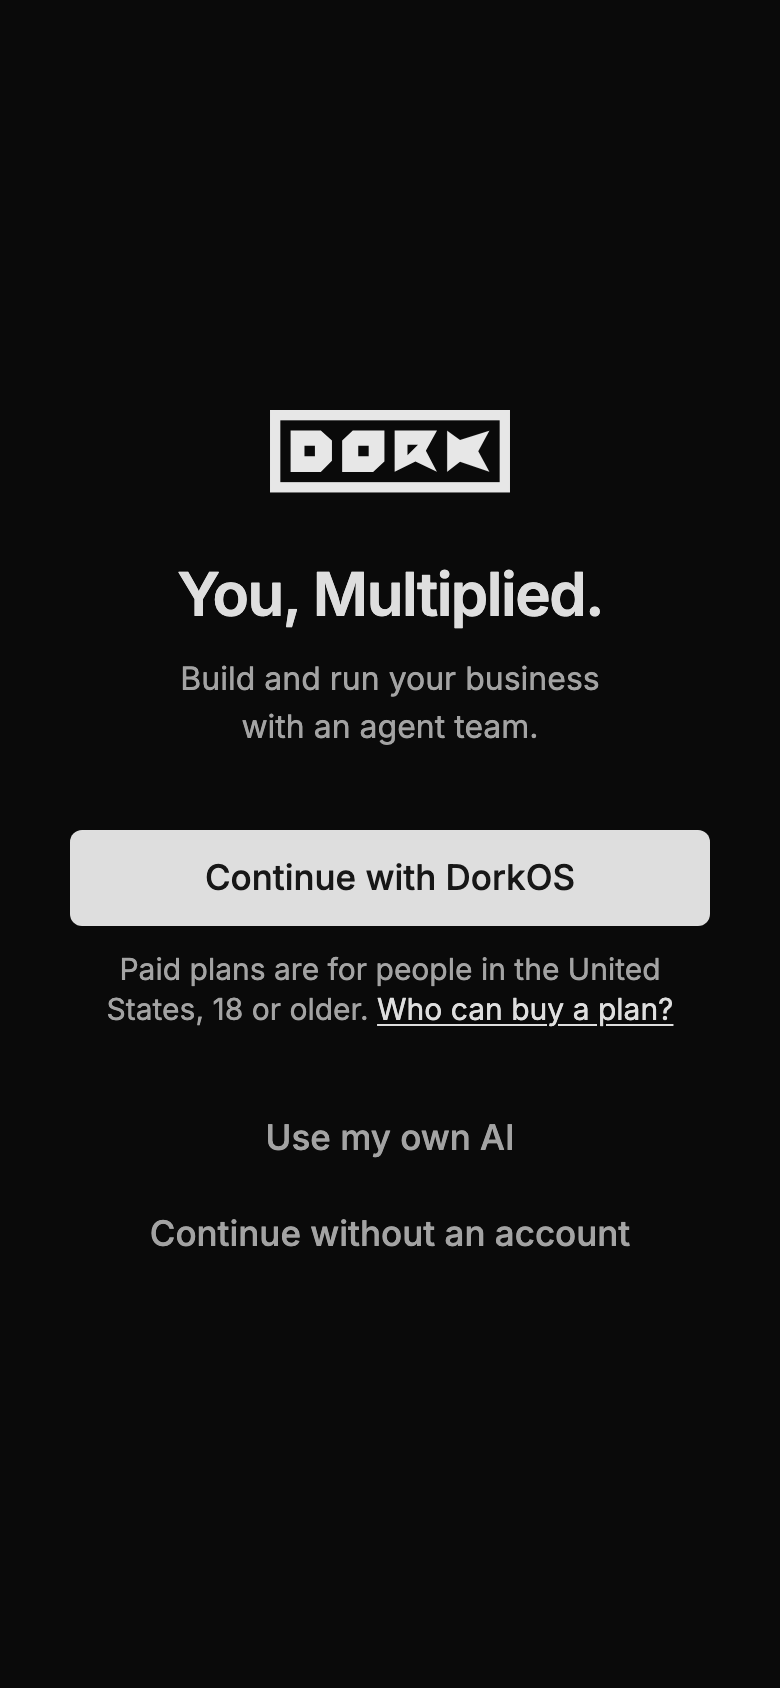 DORK
You, Multiplied.
Build and run your business
with an agent team.
Continue with DorkOS
Paid plans are for people in the United
States, 18 or older. Who can buy a plan?
Use my own AI
Continue without an account